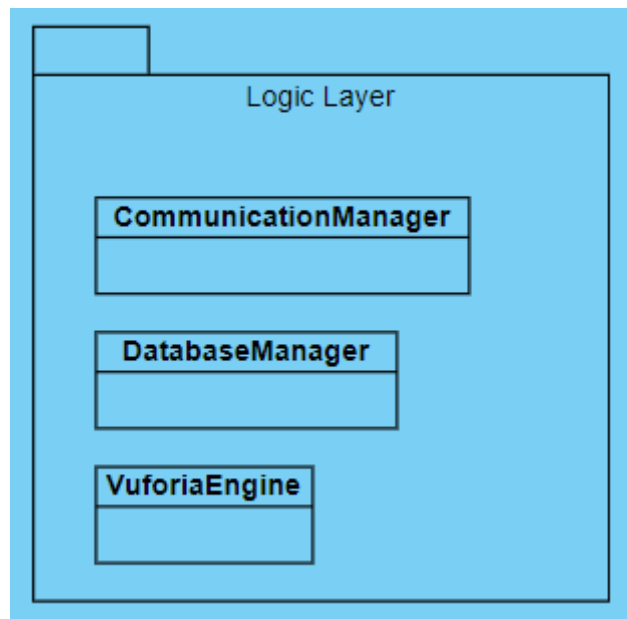 Logic Layer
CommunicationManager
DatabaseManager
VuforiaEngine